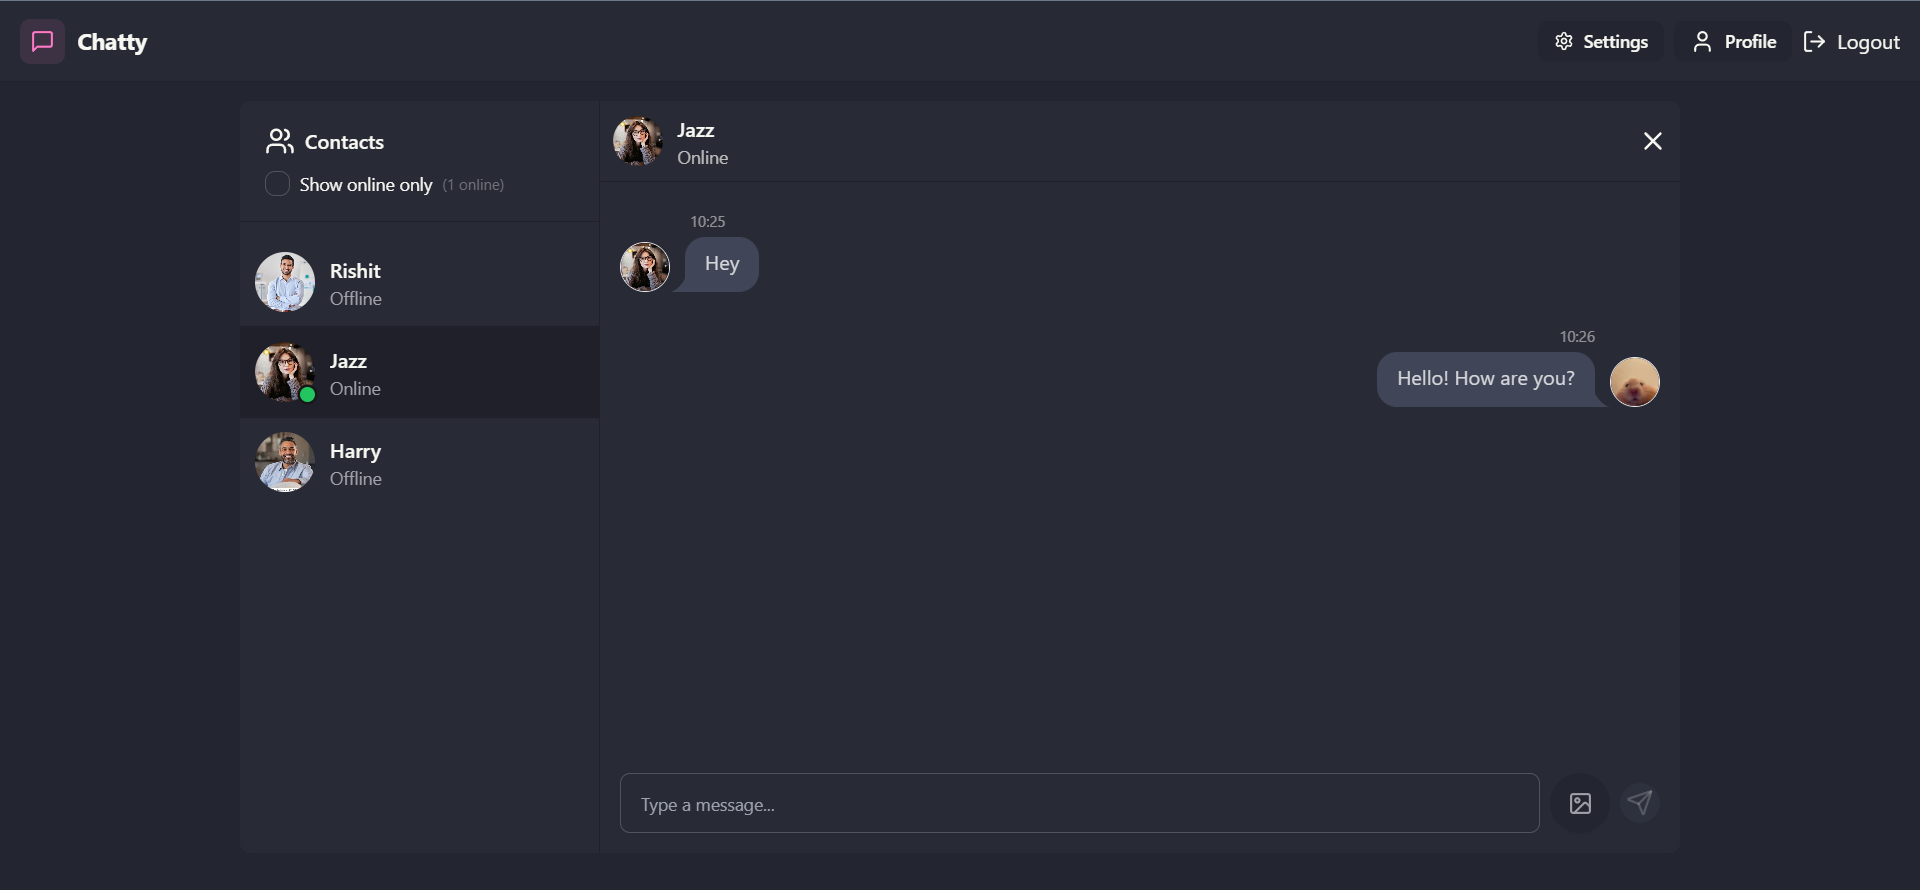 Chatty
Settings
Profile
Logout
Contacts
Show online only (1 online)
Rishit
Offline
Jazz
Online
Harry
Offline
Jazz
Online
10:25
Hey
10:26
Hello! How are you?
Type a message...